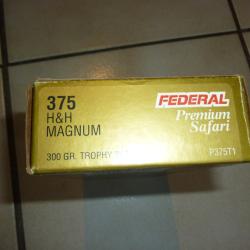 375
H&H
MAGNUM
300 GR. TROPHY
FEDERAL
Premium
Safari
P375T1